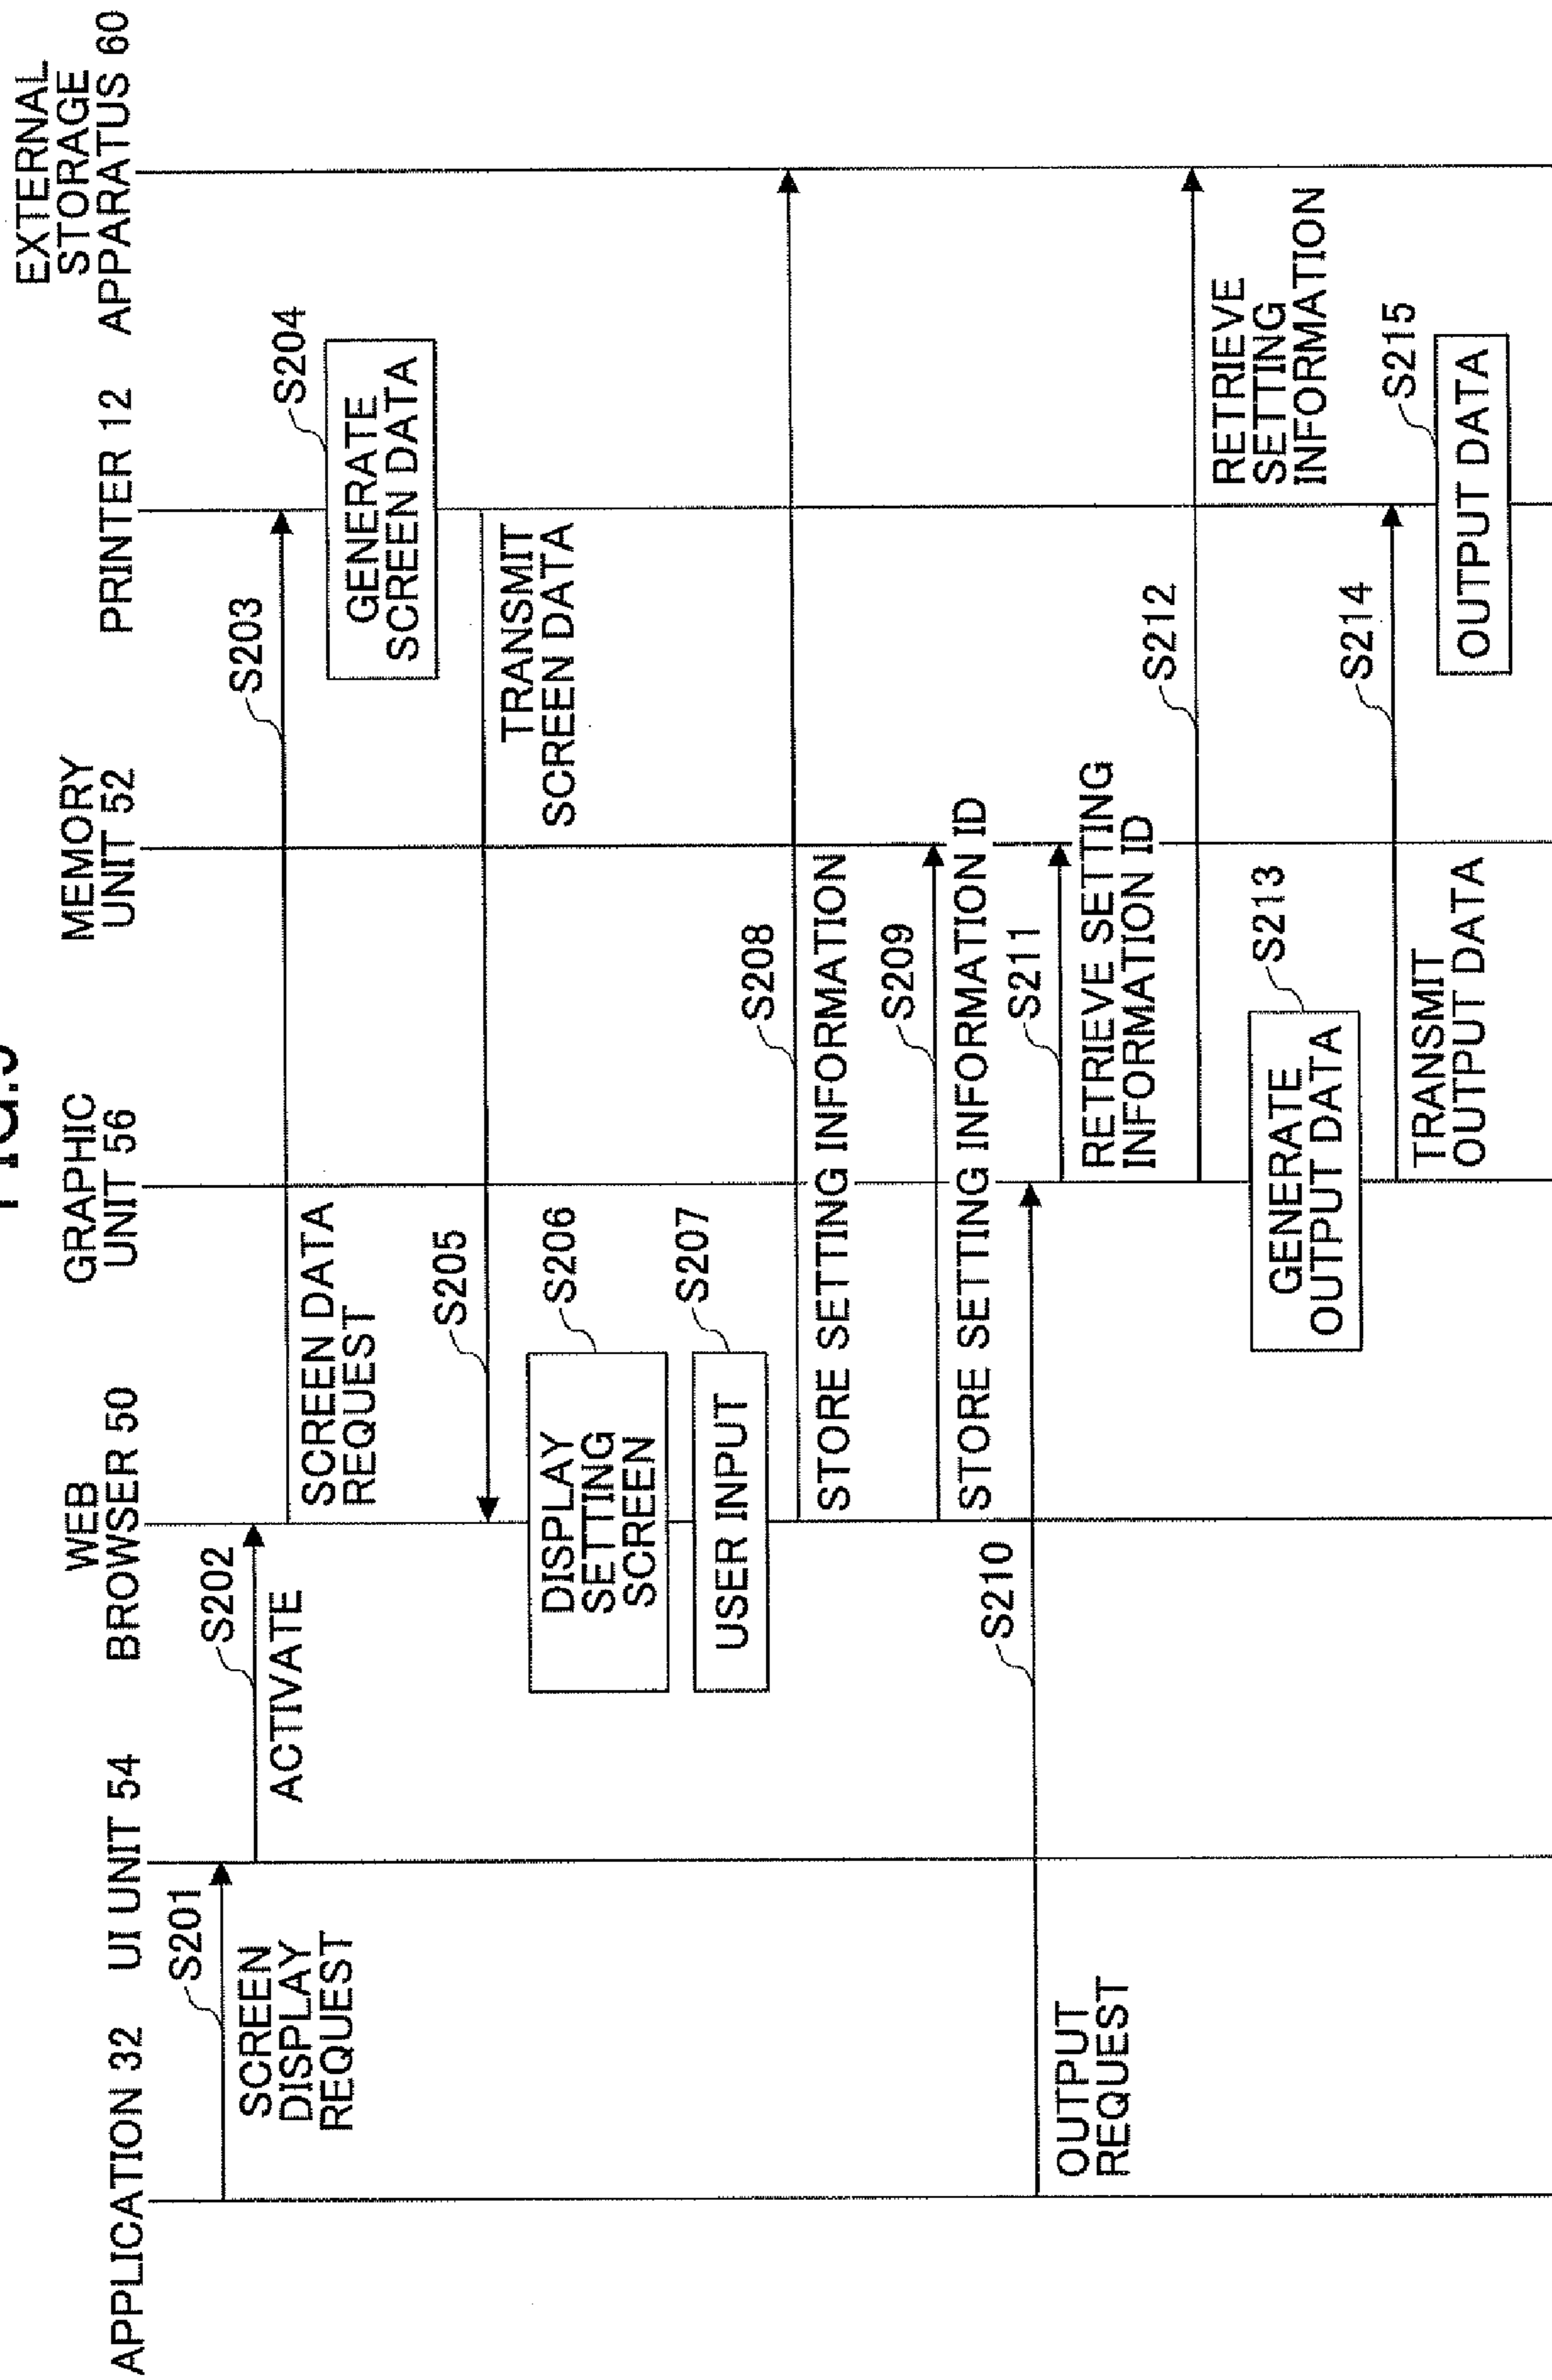 APPLICATION 32
UI UNIT 54
WEB
BROWSER 50
GRAPHIC
UNIT 56
MEMORY
UNIT 52
PRINTER 12
EXTERNAL
STORAGE
APPARATUS 60
S201
SCREEN
DISPLAY
REQUEST
S202
ACTIVATE
S203
SCREEN DATA
REQUEST
S204
GENERATE
SCREEN DATA
S205
TRANSMIT
SCREEN DATA
S206
DISPLAY
SETTING
SCREEN
S207
USER INPUT
S208
STORE SETTING INFORMATION
S209
STORE SETTING INFORMATION ID
S210
OUTPUT
REQUEST
S211
RETRIEVE SETTING
INFORMATION ID
S212
RETRIEVE
SETTING
INFORMATION
S213
GENERATE
OUTPUT DATA
S214
TRANSMIT
OUTPUT DATA
S215
OUTPUT DATA